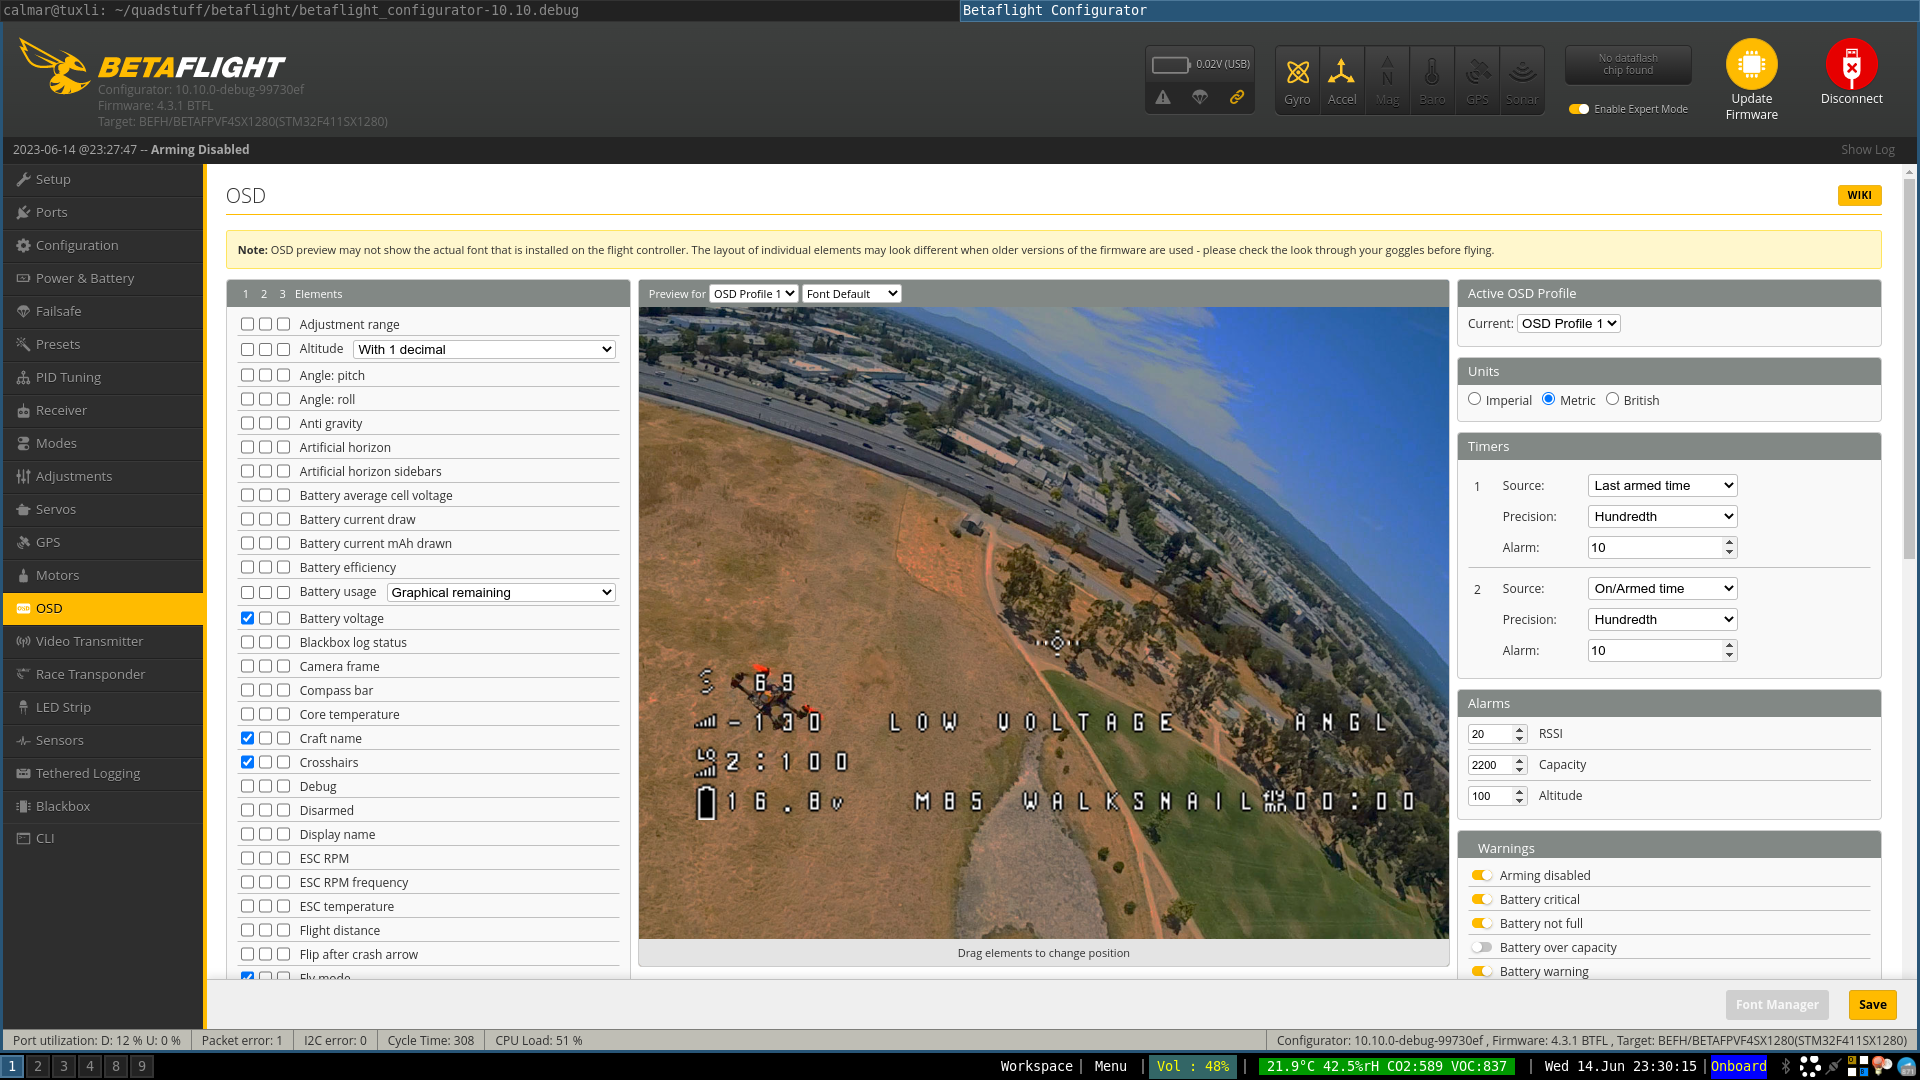 calmar@tuxli: ~/quadstuff/betaflight/betaflight_configurator-10.10.debug
Betaflight Configurator
BETAFLIGHT
Configurator: 10.10.0-debug-99730ef
Firmware: 4.3.1 BTFL
Target: BEFH/BETAFPVF4SX1280(STM32F411SX1280)
0.02V (USB)
Gyro
Accel
Mag
Baro
GPS
Sonar
No dataflash
chip found
Enable Expert Mode
Update
Firmware
Disconnect
2023-06-14 @23:27:47 -- Arming Disabled
Show Log
Setup
Ports
Configuration
Power & Battery
Failsafe
Presets
PID Tuning
Receiver
Modes
Adjustments
Servos
GPS
Motors
OSD
Video Transmitter
Race Transponder
LED Strip
Sensors
Tethered Logging
Blackbox
CLI
OSD
WIKI
Note: OSD preview may not show the actual font that is installed on the flight controller. The layout of individual elements may look different when older versions of the firmware are used - please check the look through your goggles before flying.
1 2 3 Elements
Adjustment range
Altitude With 1 decimal
Angle: pitch
Angle: roll
Anti gravity
Artificial horizon
Artificial horizon sidebars
Battery average cell voltage
Battery current draw
Battery current mAh drawn
Battery efficiency
Battery usage Graphical remaining
Battery voltage
Blackbox log status
Camera frame
Compass bar
Core temperature
Craft name
Crosshairs
Debug
Disarmed
Display name
ESC RPM
ESC RPM frequency
ESC temperature
Flight distance
Flip after crash arrow
Fly mode
Preview for OSD Profile 1 Font Default
69
-130 LOW VOLTAGE ANGL
LQ 2:100
16.8V M85 WALKSNAIL fly mn 00:00
Drag elements to change position
Active OSD Profile
Current: OSD Profile 1
Units
Imperial Metric British
Timers
1 Source: Last armed time
Precision: Hundredth
Alarm: 10
2 Source: On/Armed time
Precision: Hundredth
Alarm: 10
Alarms
20 RSSI
2200 Capacity
100 Altitude
Warnings
Arming disabled
Battery critical
Battery not full
Battery over capacity
Battery warning
Font Manager
Save
Port utilization: D: 12 % U: 0 %
Packet error: 1
I2C error: 0
Cycle Time: 308
CPU Load: 51 %
Configurator: 10.10.0-debug-99730ef , Firmware: 4.3.1 BTFL , Target: BEFH/BETAFPVF4SX1280(STM32F411SX1280)
1 2 3 4 8 9
Workspace | Menu | Vol : 48% | 21.9°C 42.5%rH CO2:589 VOC:837 | Wed 14.Jun 23:30:15 | Onboard